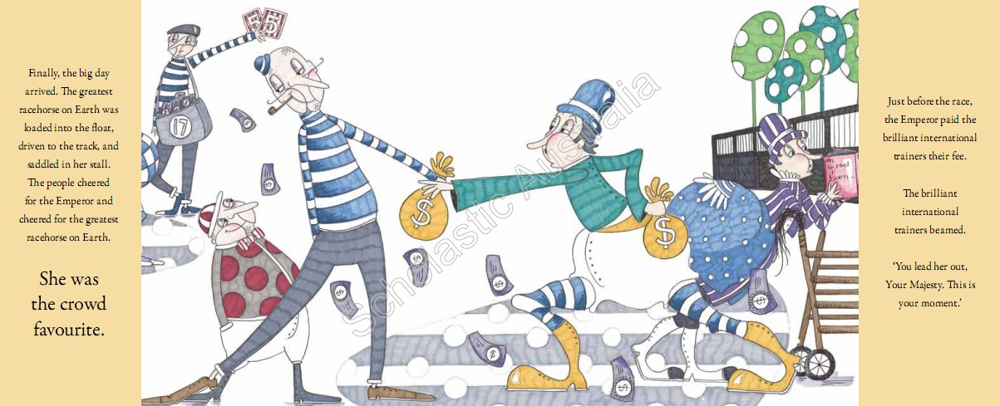 Finally, the big day
arrived. The greatest
racehorse on Earth was
loaded into the float,
driven to the track, and
saddled in her stall.
The people cheered
for the Emperor and
cheered for the greatest
racehorse on Earth.
She was
the crowd
favourite.
17
$
$
$
$
$
$
$
$
$
Scholastic Australia
Just before the race,
the Emperor paid the
brilliant international
trainers their fee.
The brilliant
international
trainers beamed.
‘You lead her out,
Your Majesty. This is
your moment.’